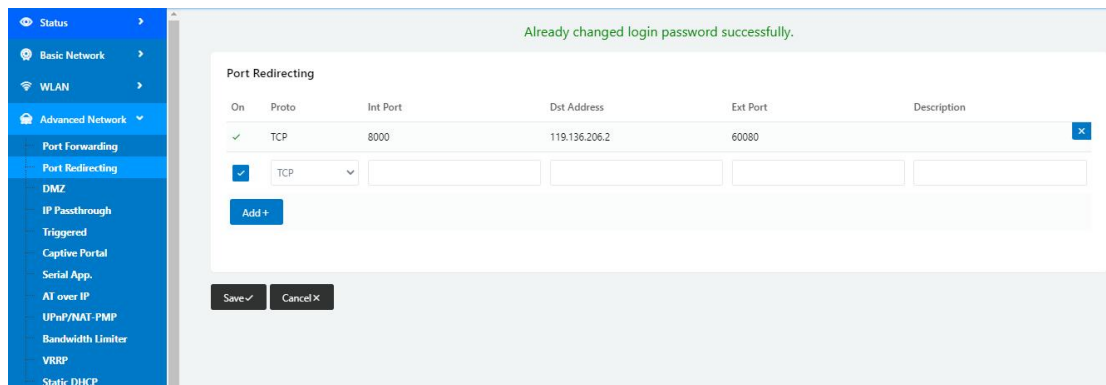 Status
Basic Network
WLAN
Advanced Network
Port Forwarding
Port Redirecting
DMZ
IP Passthrough
Triggered
Captive Portal
Serial App.
AT over IP
UPnP/NAT-PMP
Bandwidth Limiter
VRRP
Static DHCP
Already changed login password successfully.
Port Redirecting
On Proto Int Port Dst Address Ext Port Description
TCP 8000 119.136.206.2 60080
TCP
Add +
Save Cancel